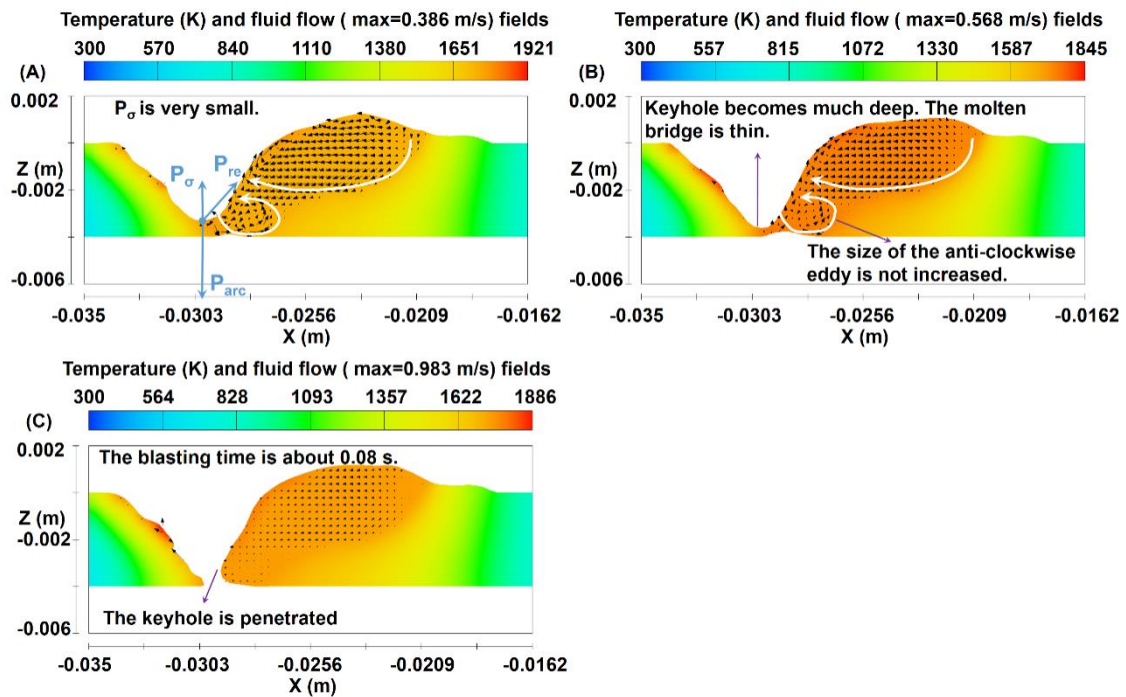 Temperature (K) and fluid flow ( max=0.386 m/s) fields
300 570 840 1110 1380 1651 1921
(A)
0.002
Z (m)
-0.002
-0.006
Pσ is very small.
Pσ
Pre
Parc
-0.035 -0.0303 -0.0256 -0.0209 -0.0162
X (m)
Temperature (K) and fluid flow ( max=0.568 m/s) fields
300 557 815 1072 1330 1587 1845
(B)
0.002
Z (m)
-0.002
-0.006
Keyhole becomes much deep. The molten
bridge is thin.
The size of the anti-clockwise
eddy is not increased.
-0.035 -0.0303 -0.0256 -0.0209 -0.0162
X (m)
Temperature (K) and fluid flow ( max=0.983 m/s) fields
300 564 828 1093 1357 1622 1886
(C)
0.002
Z (m)
-0.002
-0.006
The blasting time is about 0.08 s.
The keyhole is penetrated
-0.035 -0.0303 -0.0256 -0.0209 -0.0162
X (m)